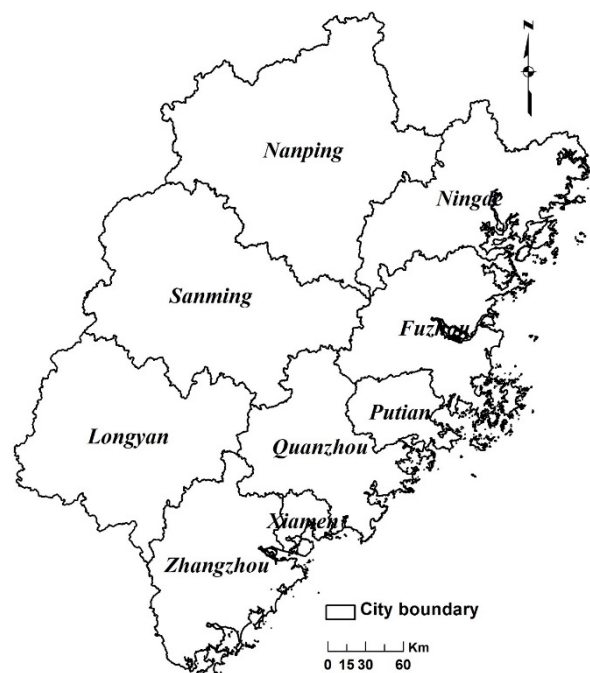 N
Nanping
Ningde
Sanming
Fuzhou
Putian
Longyan
Quanzhou
Xiamen
Zhangzhou
City boundary
Km
0 15 30 60